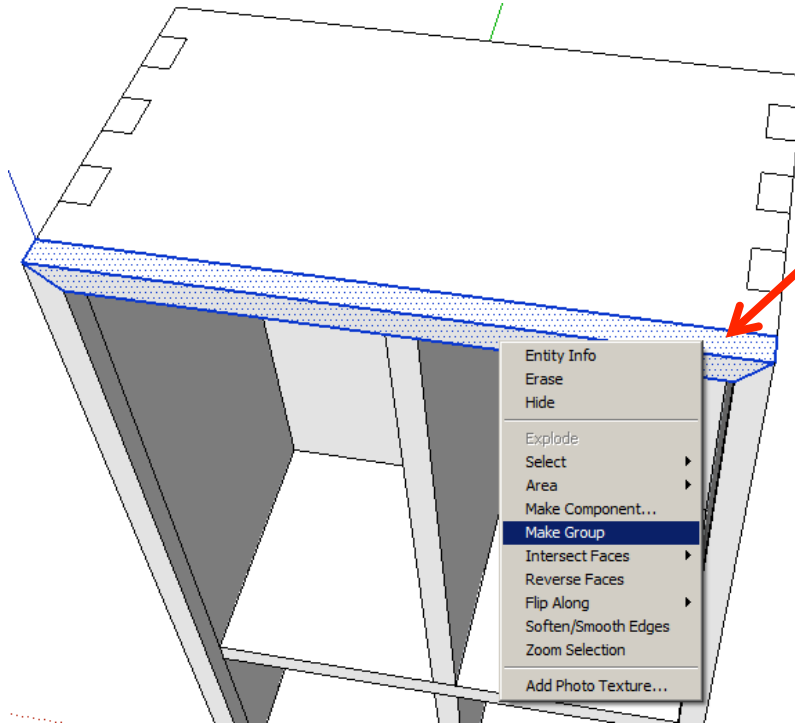 Entity Info
Erase
Hide
Explode
Select
Area
Make Component...
Make Group
Intersect Faces
Reverse Faces
Flip Along
Soften/Smooth Edges
Zoom Selection
Add Photo Texture...